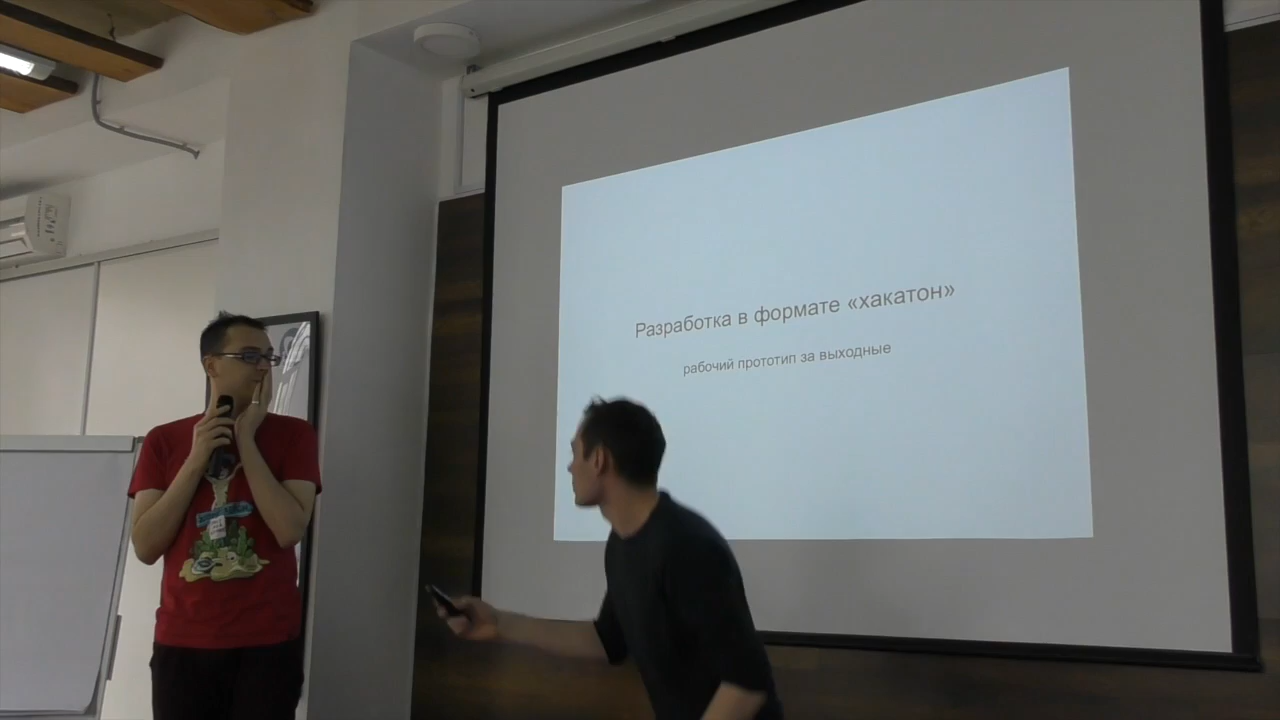 Разработка в формате «хакатон»
рабочий прототип за выходные